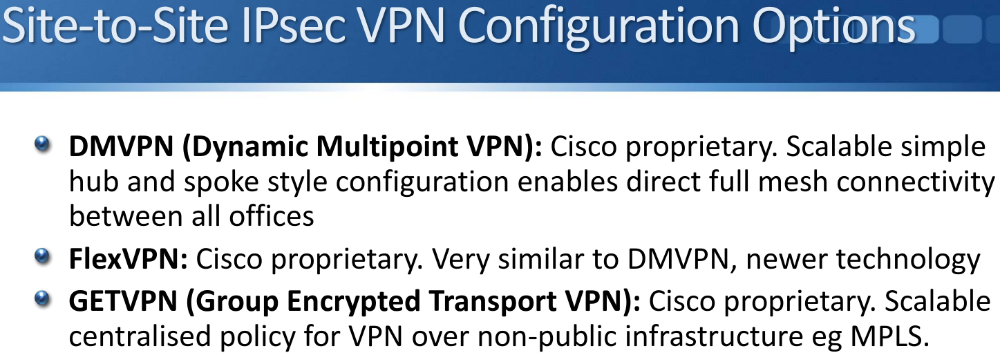 Site-to-Site IPsec VPN Configuration Options
DMVPN (Dynamic Multipoint VPN): Cisco proprietary. Scalable simple
hub and spoke style configuration enables direct full mesh connectivity
between all offices
FlexVPN: Cisco proprietary. Very similar to DMVPN, newer technology
GETVPN (Group Encrypted Transport VPN): Cisco proprietary. Scalable
centralised policy for VPN over non-public infrastructure eg MPLS.